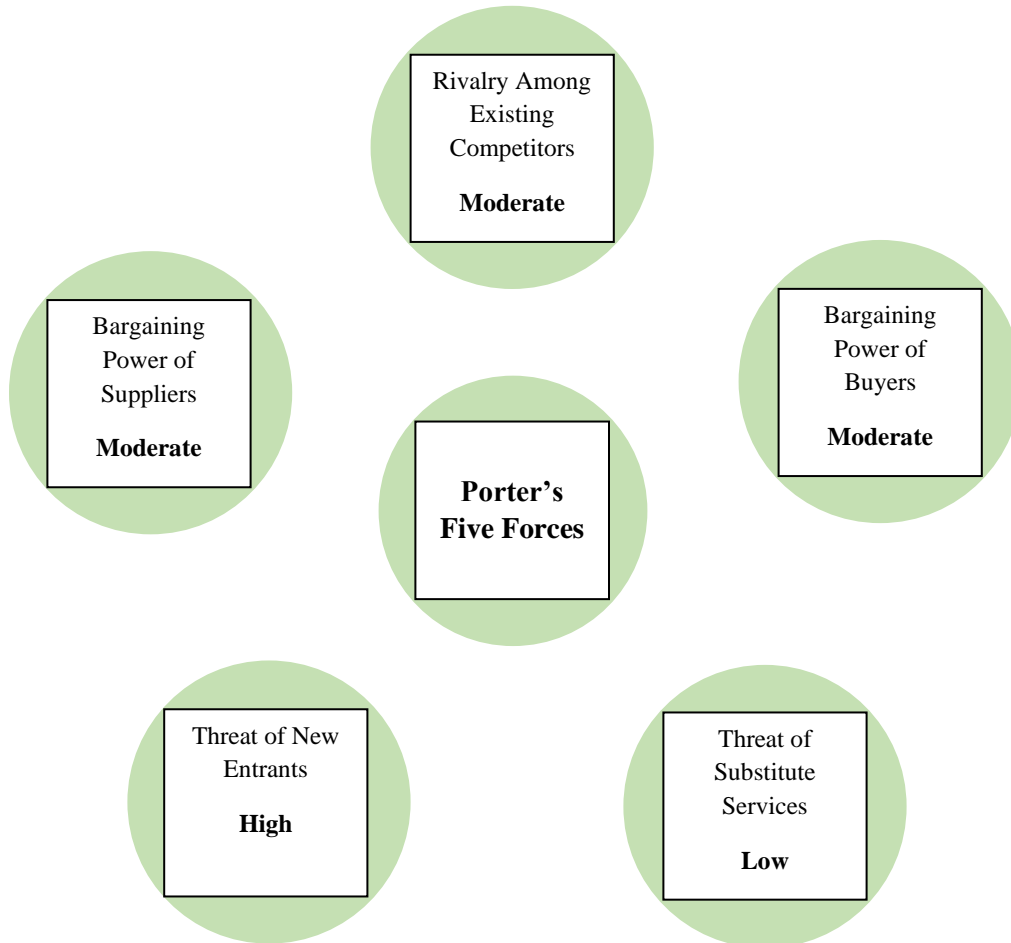 Rivalry Among
Existing
Competitors
Moderate
Bargaining
Power of
Suppliers
Moderate
Bargaining
Power of
Buyers
Moderate
Porter’s
Five Forces
Threat of New
Entrants
High
Threat of
Substitute
Services
Low